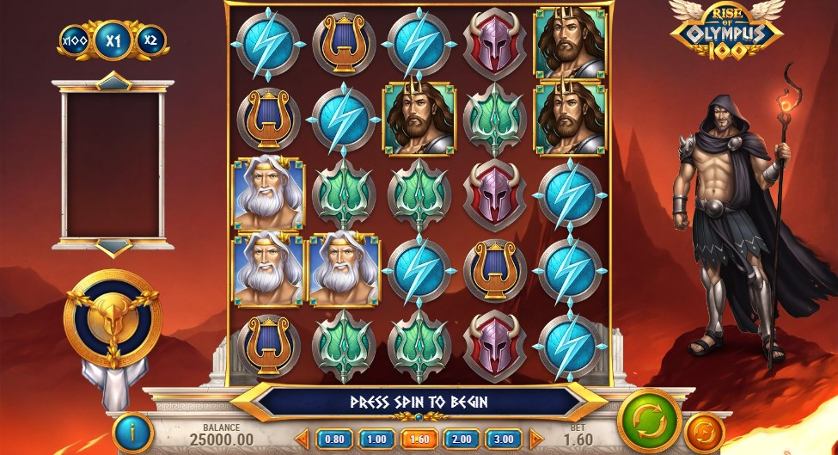 X100 X1 X2
RISE
OF
OLYMPUS
100
PRESS SPIN TO BEGIN
i
BALANCE
25000.00
0.80 1.00 1.60 2.00 3.00
BET
1.60